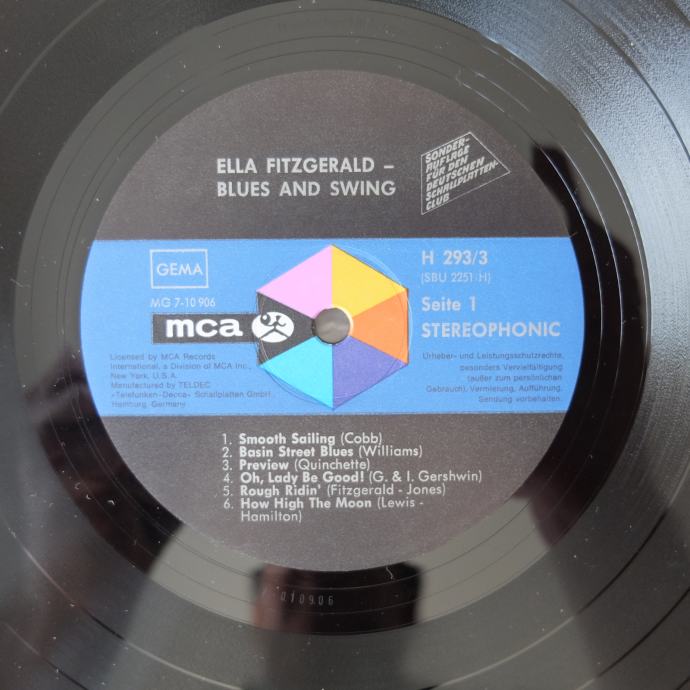 ELLA FITZGERALD –
BLUES AND SWING
SONDER-
AUFLAGE
FÜR DEN
DEUTSCHEN
SCHALLPLATTEN-
CLUB
GEMA
MG 7-10 906
mca
H 293/3
(SBU 2251 H)
Seite 1
STEREOPHONIC
Licensed by MCA Records
International, a Division of MCA Inc.,
New York, U.S.A.
Manufactured by TELDEC
»Telefunken-Decca« Schallplatten GmbH.,
Hamburg, Germany
Urheber- und Leistungsschutzrechte,
besonders Vervielfältigung
(außer zum persönlichen
Gebrauch), Vermierung, Aufführung,
Sendung vorbehalten.
1. Smooth Sailing (Cobb)
2. Basin Street Blues (Williams)
3. Preview (Quinchette)
4. Oh, Lady Be Good! (G. & I. Gershwin)
5. Rough Ridin' (Fitzgerald - Jones)
6. How High The Moon (Lewis -
Hamilton)
010906